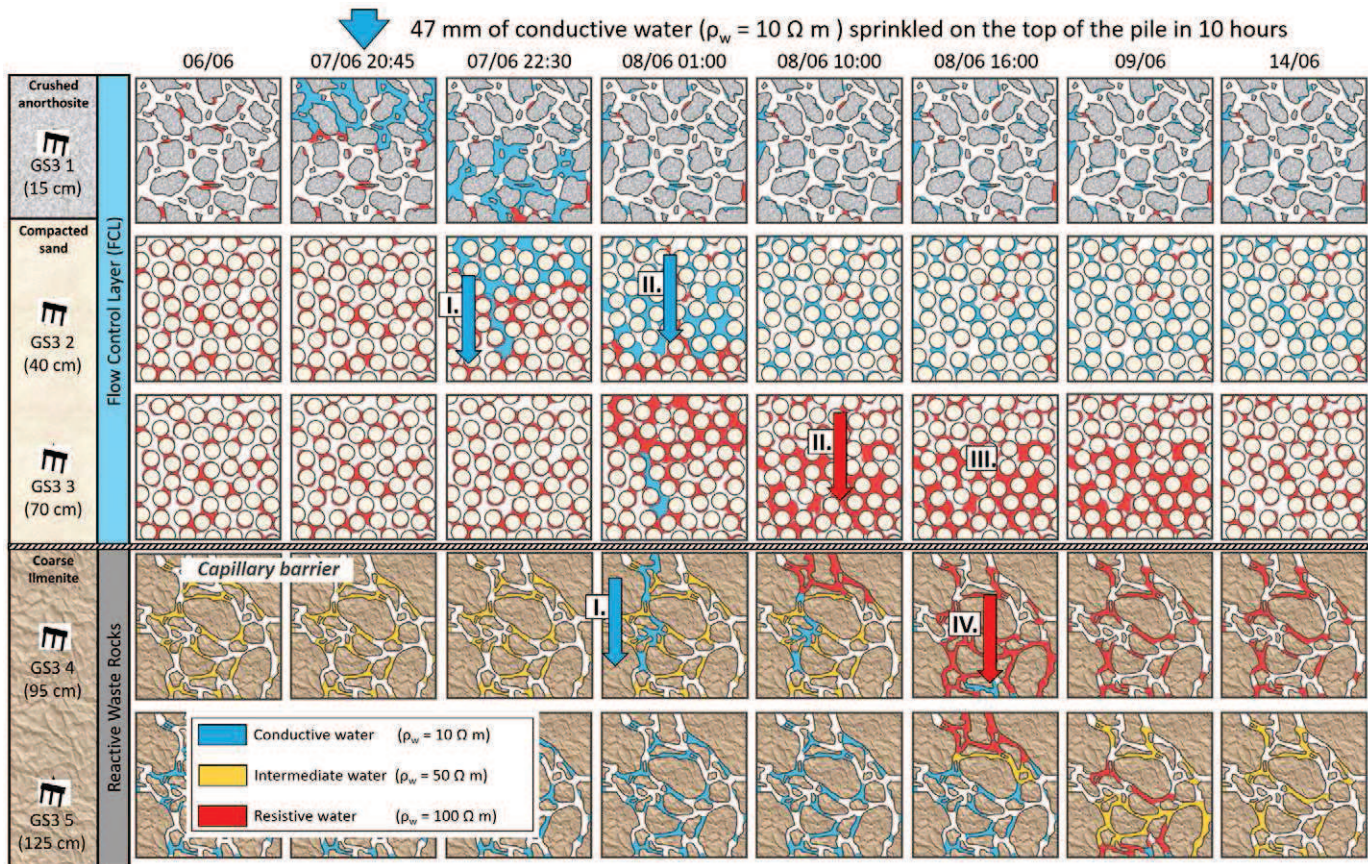 47 mm of conductive water (ρw = 10 Ω m ) sprinkled on the top of the pile in 10 hours
06/06 07/06 20:45 07/06 22:30 08/06 01:00 08/06 10:00 08/06 16:00 09/06 14/06
Crushed
anorthosite
GS3 1
(15 cm)
Compacted
sand
GS3 2
(40 cm)
GS3 3
(70 cm)
Flow Control Layer (FCL)
I.
II.
II.
III.
Coarse
Ilmenite
GS3 4
(95 cm)
GS3 5
(125 cm)
Reactive Waste Rocks
Capillary barrier
I.
IV.
Conductive water (ρw = 10 Ω m)
Intermediate water (ρw = 50 Ω m)
Resistive water (ρw = 100 Ω m)